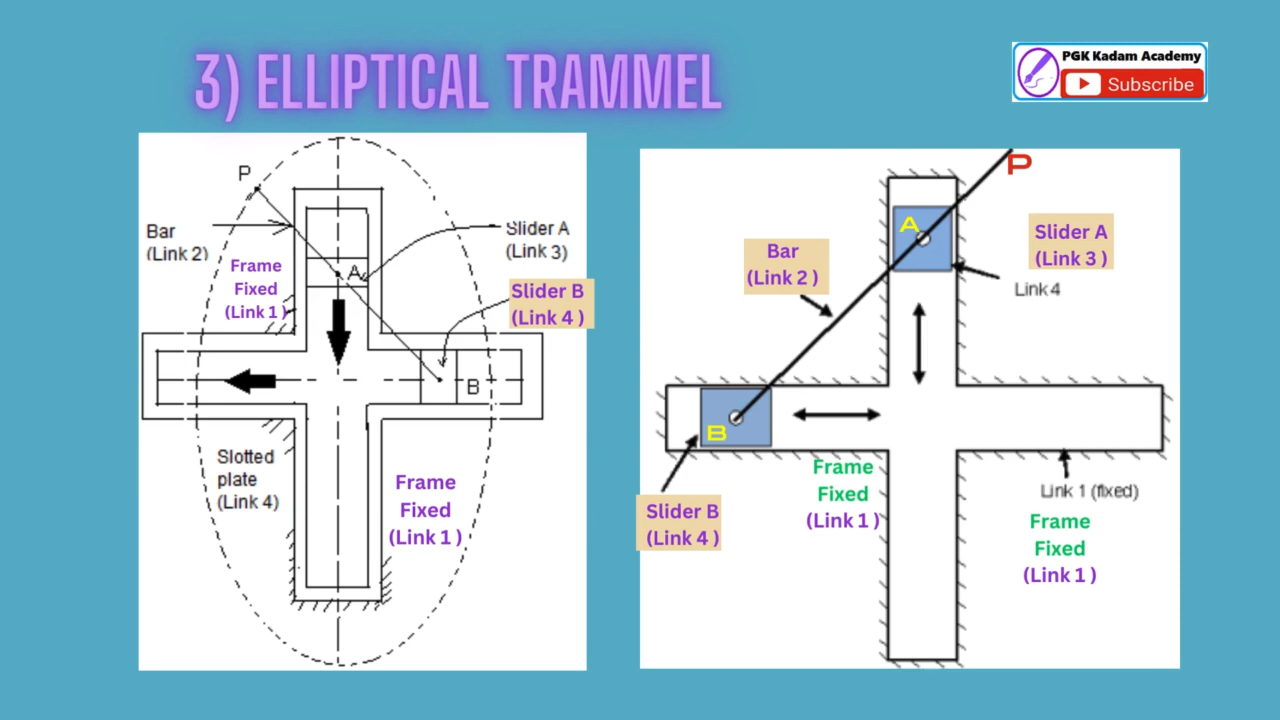 3) ELLIPTICAL TRAMMEL
PGK Kadam Academy
Subscribe
P
Bar
(Link 2)
Frame
Fixed
(Link 1)
A
Slider A
(Link 3)
Slider B
(Link 4 )
B
Slotted
plate
(Link 4)
Frame
Fixed
(Link 1 )
P
A
Slider A
(Link 3 )
Link 4
Bar
(Link 2 )
B
Slider B
(Link 4 )
Frame
Fixed
(Link 1 )
Link 1 (fixed)
Frame
Fixed
(Link 1 )